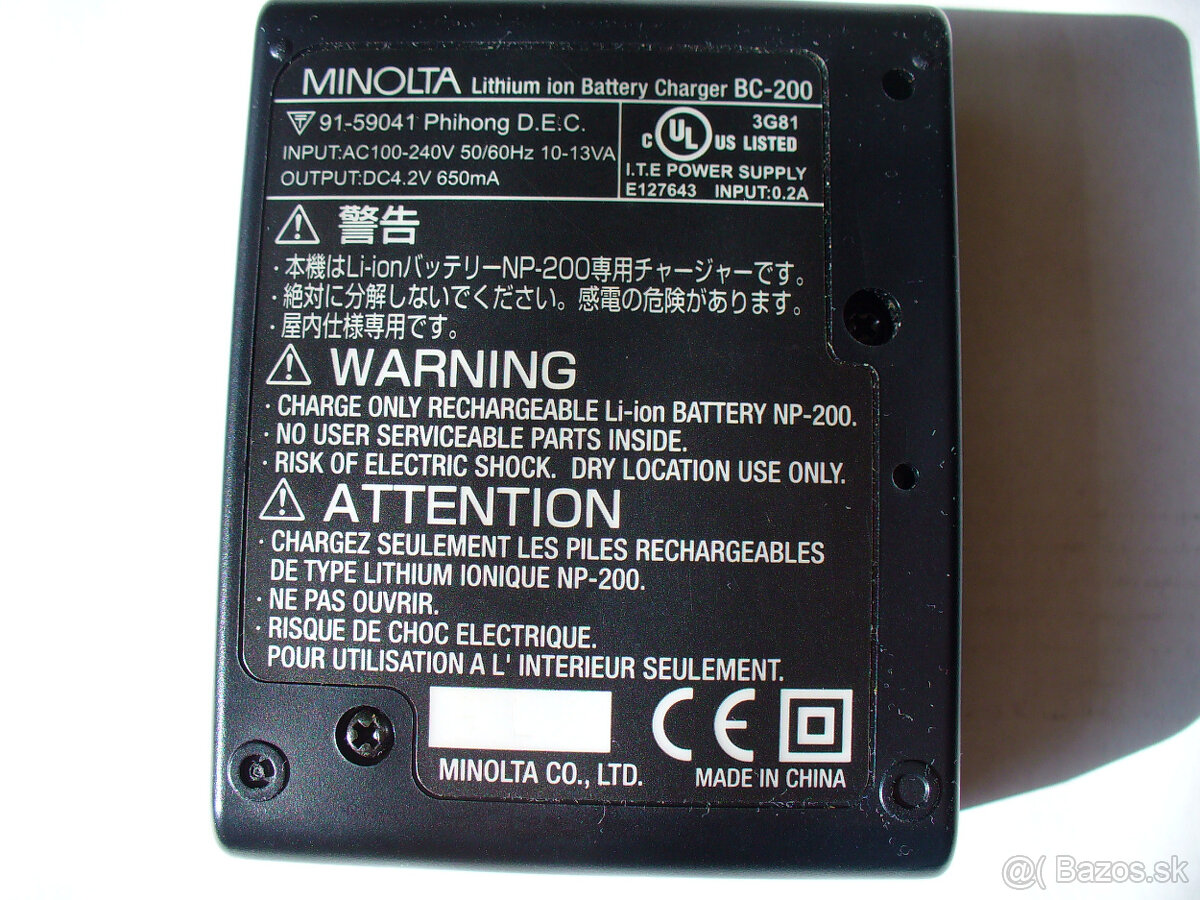 MINOLTA Lithium ion Battery Charger BC-200
91-59041 Phihong D.E.C.
INPUT:AC100-240V 50/60Hz 10-13VA
OUTPUT:DC4.2V 650mA
3G81
C UL US LISTED
I.T.E POWER SUPPLY
E127643 INPUT:0.2A
警告
・本機はLi-ionバッテリーNP-200専用チャージャーです。
・絶対に分解しないでください。感電の危険があります。
・屋内仕様専用です。
WARNING
· CHARGE ONLY RECHARGEABLE Li-ion BATTERY NP-200.
· NO USER SERVICEABLE PARTS INSIDE.
· RISK OF ELECTRIC SHOCK. DRY LOCATION USE ONLY.
ATTENTION
· CHARGEZ SEULEMENT LES PILES RECHARGEABLES
DE TYPE LITHIUM IONIQUE NP-200.
· NE PAS OUVRIR.
· RISQUE DE CHOC ELECTRIQUE.
POUR UTILISATION A L' INTERIEUR SEULEMENT.
CE
MINOLTA CO., LTD. MADE IN CHINA
@( Bazos.sk